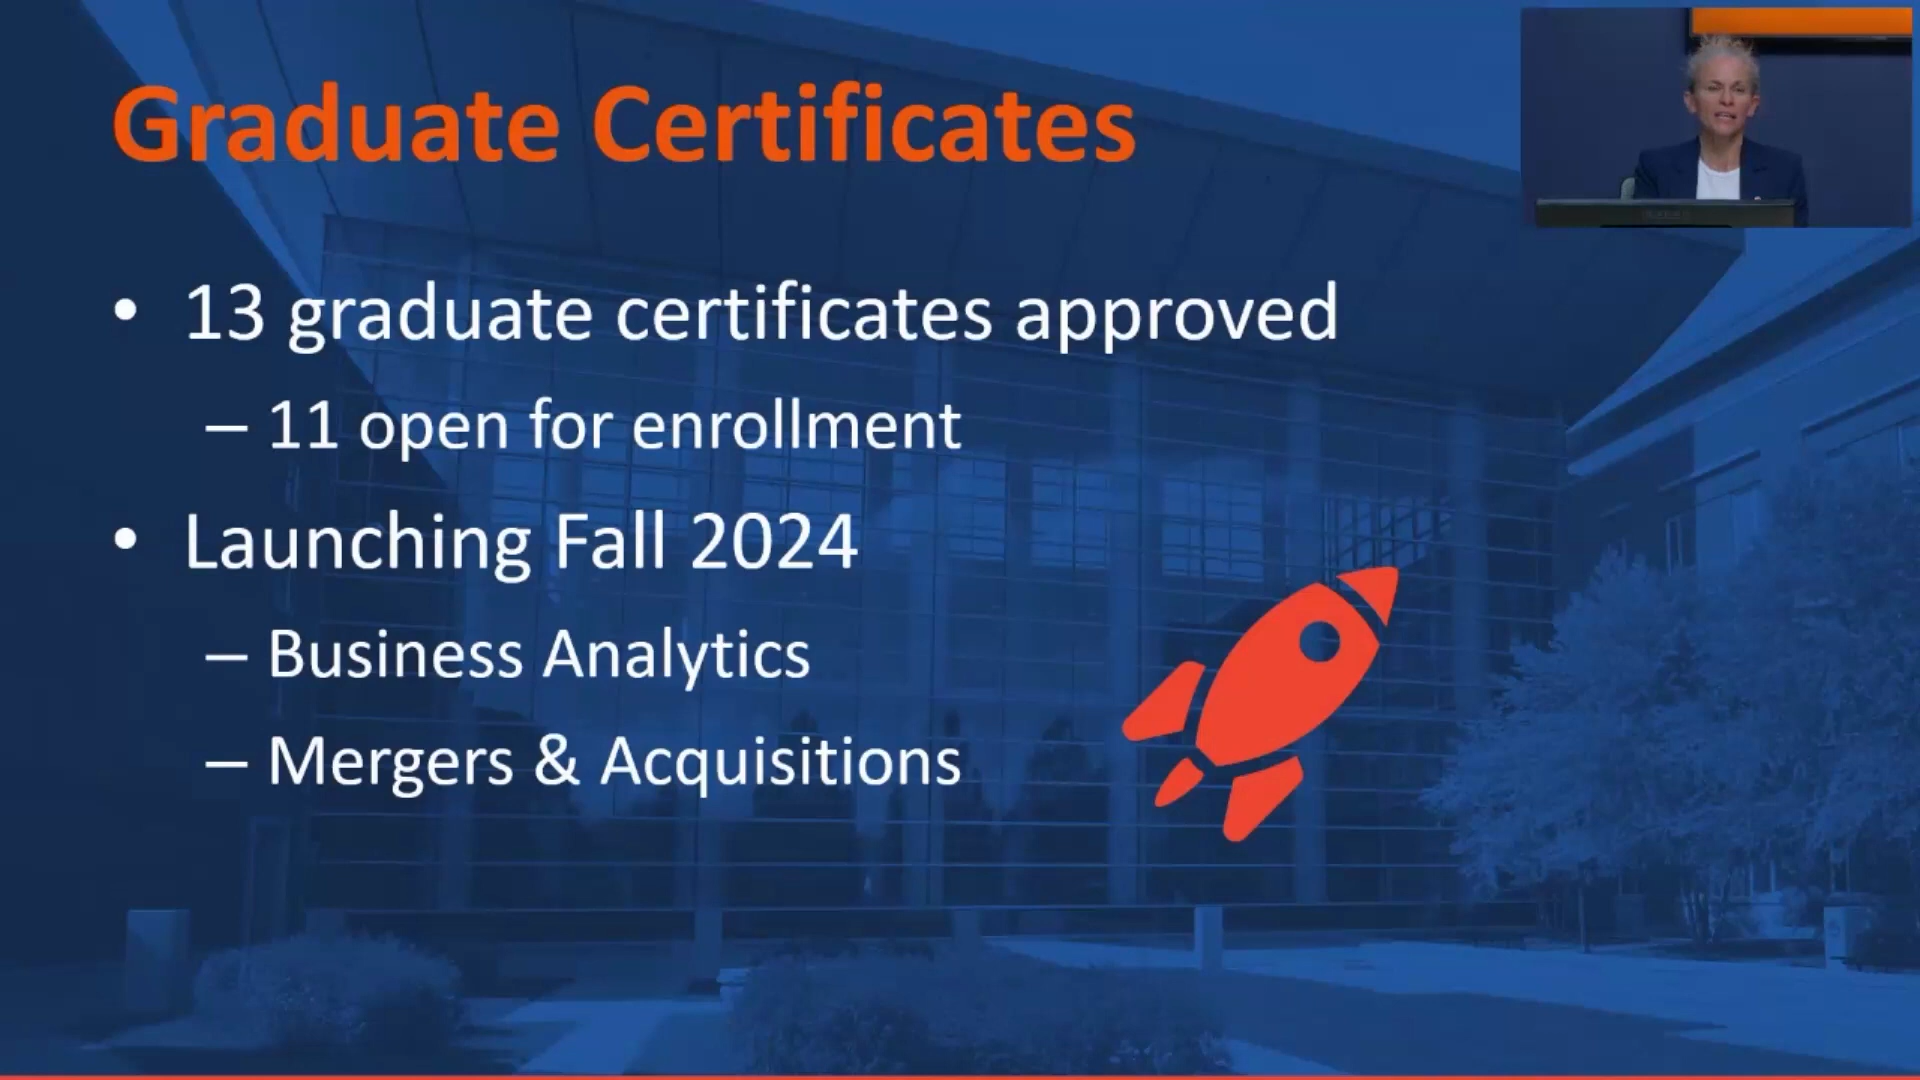 Graduate Certificates
• 13 graduate certificates approved
– 11 open for enrollment
• Launching Fall 2024
– Business Analytics
– Mergers & Acquisitions